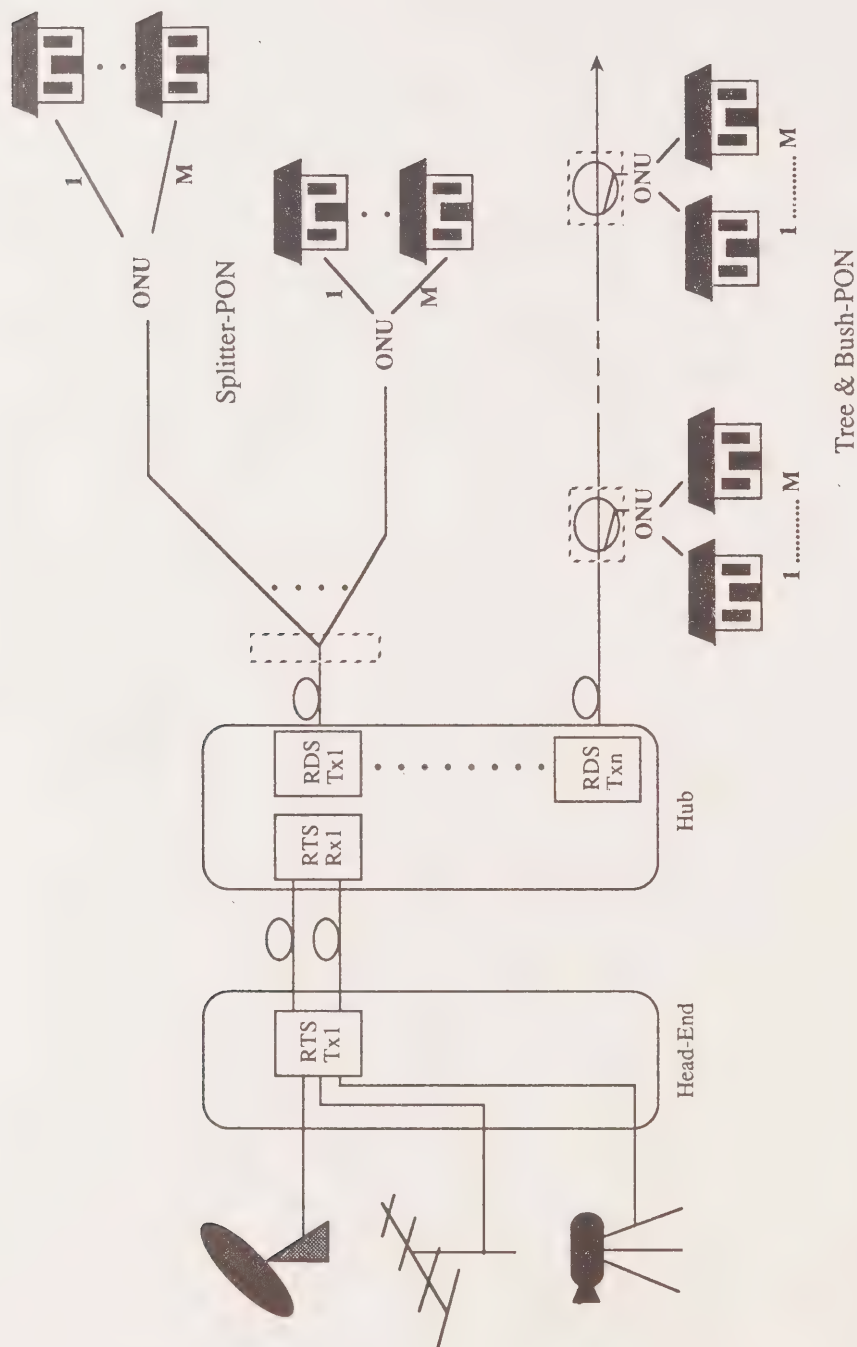 RTS
Tx1
Head-End
RTS
Rx1
RDS
Tx1
RDS
Txn
Hub
ONU
1
M
Splitter-PON
ONU
1
M
ONU
1 ........... M
ONU
1 ........... M
Tree & Bush-PON